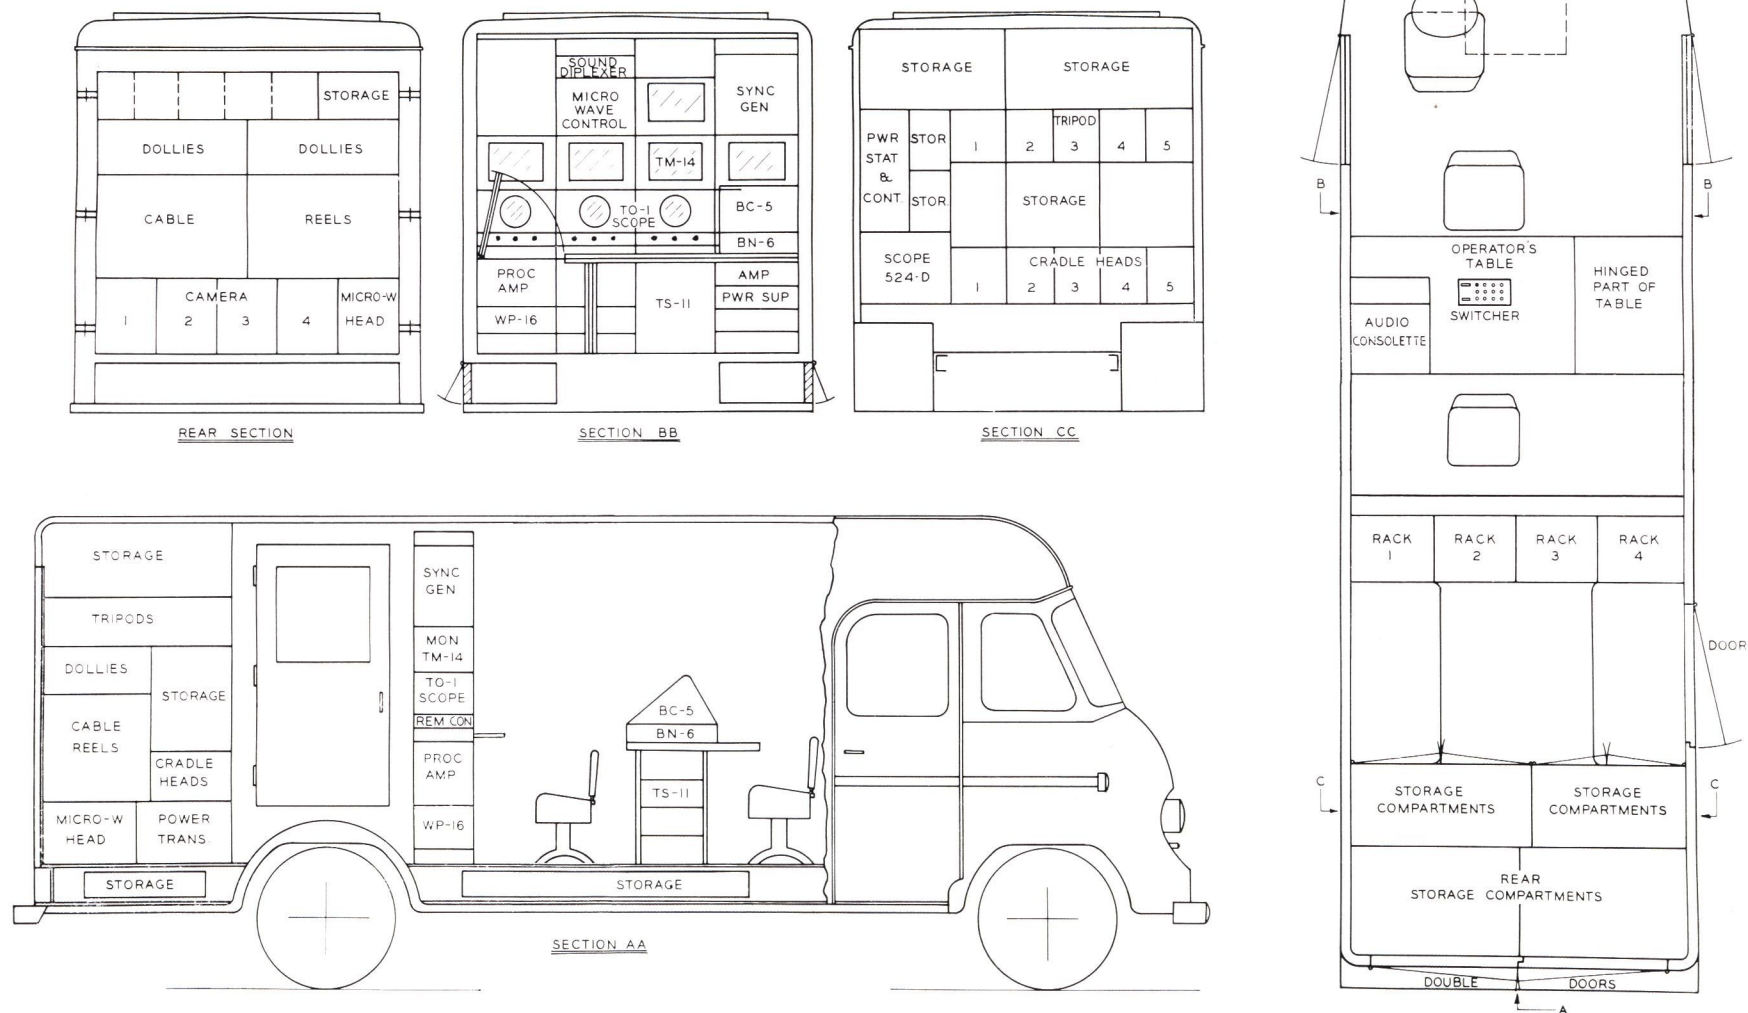 STORAGE
DOLLIES DOLLIES
CABLE REELS
CAMERA MICRO-W
1 2 3 4 HEAD
REAR SECTION
SOUND
DIPLEXER
MICRO
WAVE
CONTROL
SYNC
GEN
TM-14
TO-1
SCOPE
BC-5
BN-6
PROC
AMP
WP-16
TS-11
AMP
PWR SUP
SECTION BB
STORAGE STORAGE
PWR
STAT
&
CONT.
STOR
STOR.
TRIPOD
1 2 3 4 5
STORAGE
SCOPE
524-D
CRADLE HEADS
1 2 3 4 5
SECTION CC
STORAGE
TRIPODS
DOLLIES
STORAGE
CABLE
REELS
CRADLE
HEADS
MICRO-W
HEAD
POWER
TRANS.
STORAGE
SYNC
GEN
MON
TM-14
TO-1
SCOPE
REM CON
PROC
AMP
WP-16
BC-5
BN-6
TS-11
STORAGE
SECTION AA
B B
OPERATOR'S
TABLE
SWITCHER
HINGED
PART OF
TABLE
AUDIO
CONSOLETTE
RACK
1
RACK
2
RACK
3
RACK
4
DOOR
C C
STORAGE
COMPARTMENTS
STORAGE
COMPARTMENTS
REAR
STORAGE COMPARTMENTS
DOUBLE DOORS
A